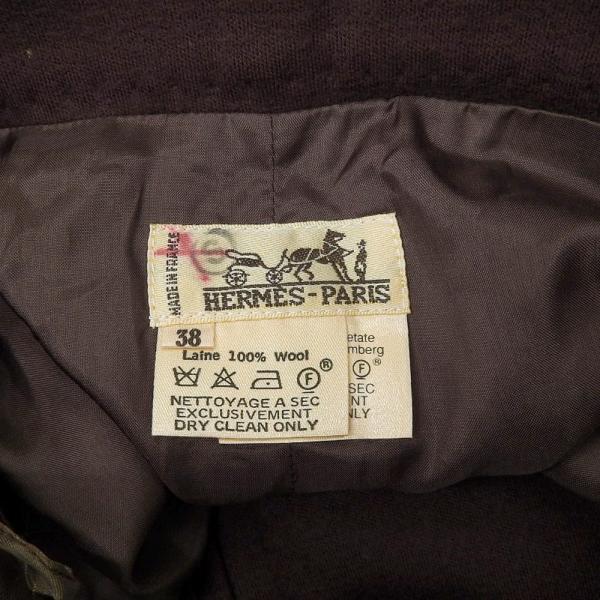 MADE IN FRANCE
S
HERMES-PARIS
38
Laine 100% Wool
F®
NETTOYAGE A SEC
EXCLUSIVEMENT
DRY CLEAN ONLY
etate
mberg
F®
SEC
NT
NLY